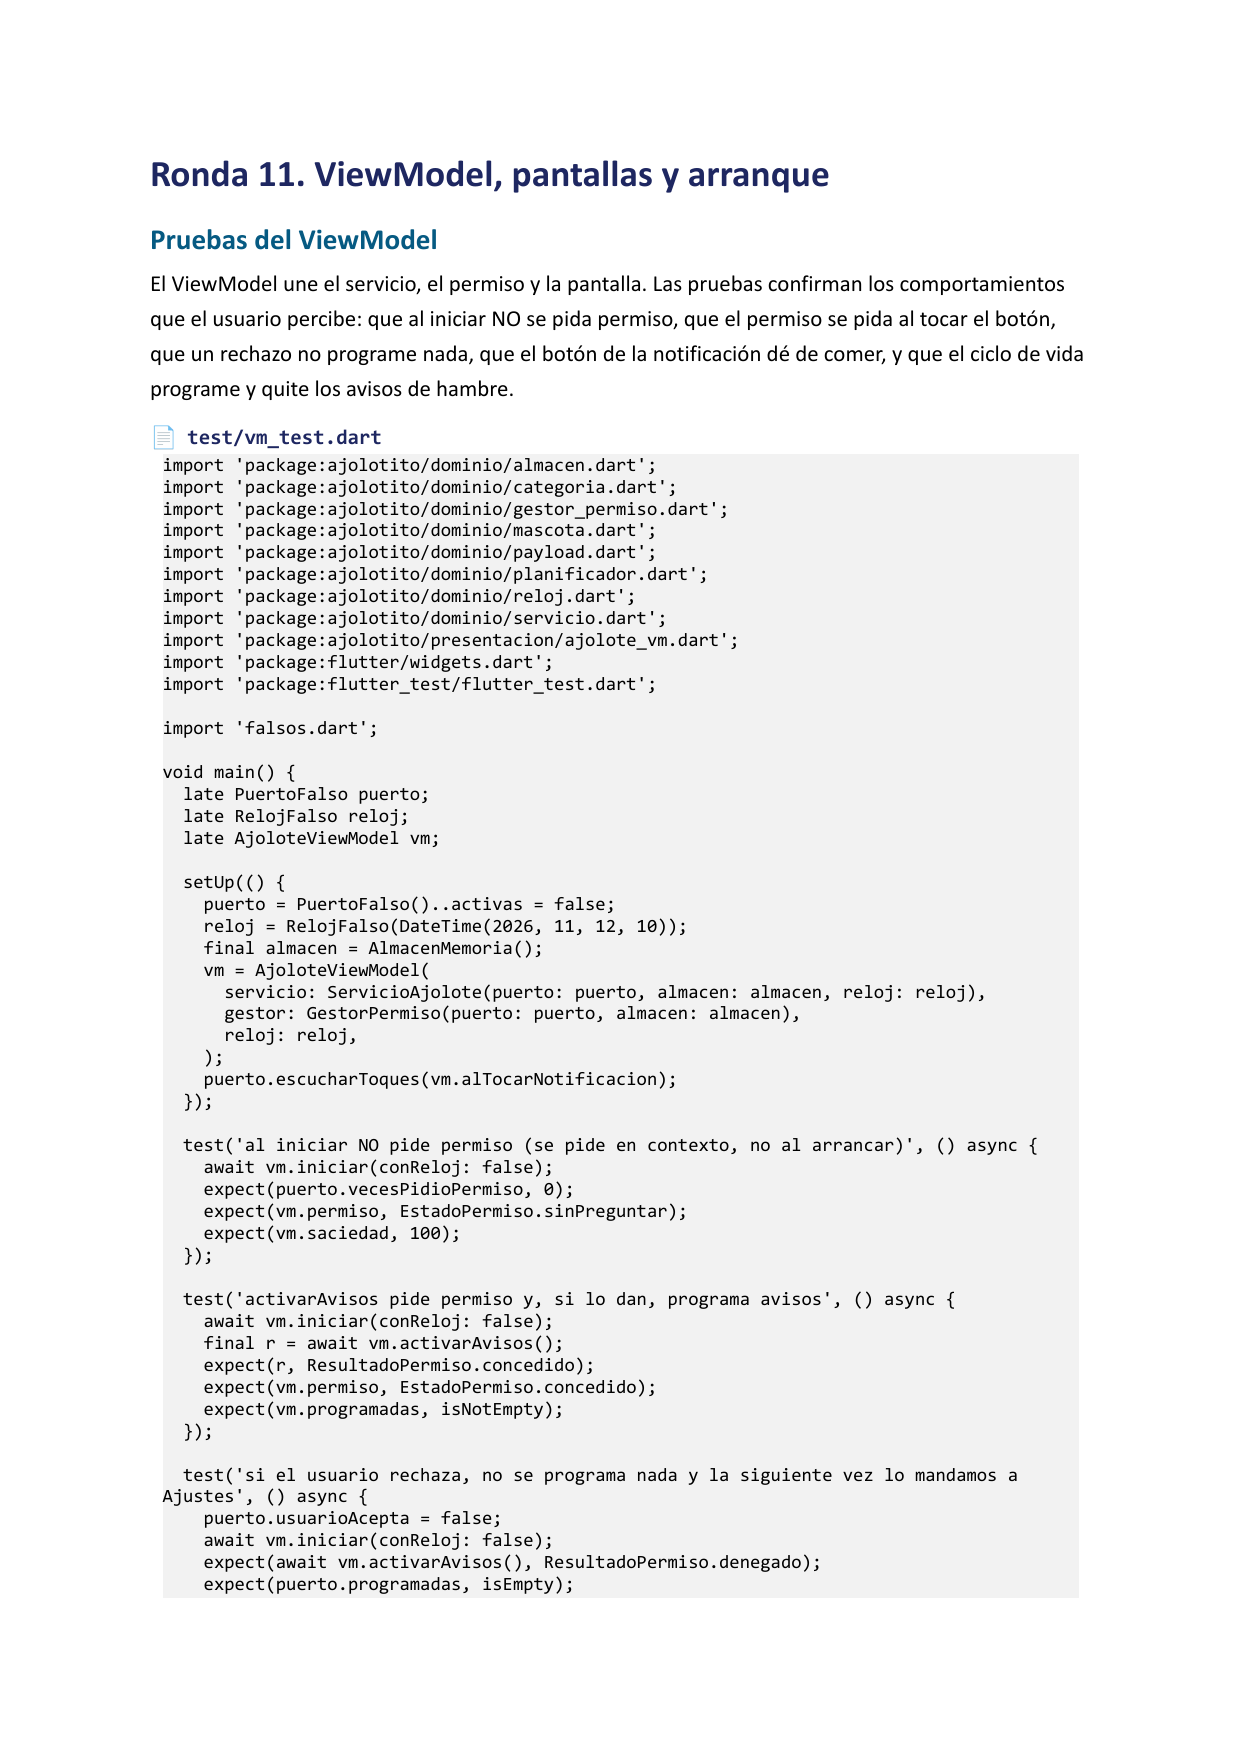 Ronda 11. ViewModel, pantallas y arranque
Pruebas del ViewModel
El ViewModel une el servicio, el permiso y la pantalla. Las pruebas confirman los comportamientos
que el usuario percibe: que al iniciar NO se pida permiso, que el permiso se pida al tocar el botón,
que un rechazo no programe nada, que el botón de la notificación dé de comer, y que el ciclo de vida
programe y quite los avisos de hambre.
📄 test/vm_test.dart
import 'package:ajolotito/dominio/almacen.dart';
import 'package:ajolotito/dominio/categoria.dart';
import 'package:ajolotito/dominio/gestor_permiso.dart';
import 'package:ajolotito/dominio/mascota.dart';
import 'package:ajolotito/dominio/payload.dart';
import 'package:ajolotito/dominio/planificador.dart';
import 'package:ajolotito/dominio/reloj.dart';
import 'package:ajolotito/dominio/servicio.dart';
import 'package:ajolotito/presentacion/ajolote_vm.dart';
import 'package:flutter/widgets.dart';
import 'package:flutter_test/flutter_test.dart';

import 'falsos.dart';

void main() {
  late PuertoFalso puerto;
  late RelojFalso reloj;
  late AjoloteViewModel vm;

  setUp(() {
    puerto = PuertoFalso()..activas = false;
    reloj = RelojFalso(DateTime(2026, 11, 12, 10));
    final almacen = AlmacenMemoria();
    vm = AjoloteViewModel(
      servicio: ServicioAjolote(puerto: puerto, almacen: almacen, reloj: reloj),
      gestor: GestorPermiso(puerto: puerto, almacen: almacen),
      reloj: reloj,
    );
    puerto.escucharToques(vm.alTocarNotificacion);
  });

  test('al iniciar NO pide permiso (se pide en contexto, no al arrancar)', () async {
    await vm.iniciar(conReloj: false);
    expect(puerto.vecesPidioPermiso, 0);
    expect(vm.permiso, EstadoPermiso.sinPreguntar);
    expect(vm.saciedad, 100);
  });

  test('activarAvisos pide permiso y, si lo dan, programa avisos', () async {
    await vm.iniciar(conReloj: false);
    final r = await vm.activarAvisos();
    expect(r, ResultadoPermiso.concedido);
    expect(vm.permiso, EstadoPermiso.concedido);
    expect(vm.programadas, isNotEmpty);
  });

  test('si el usuario rechaza, no se programa nada y la siguiente vez lo mandamos a
Ajustes', () async {
    puerto.usuarioAcepta = false;
    await vm.iniciar(conReloj: false);
    expect(await vm.activarAvisos(), ResultadoPermiso.denegado);
    expect(puerto.programadas, isEmpty);